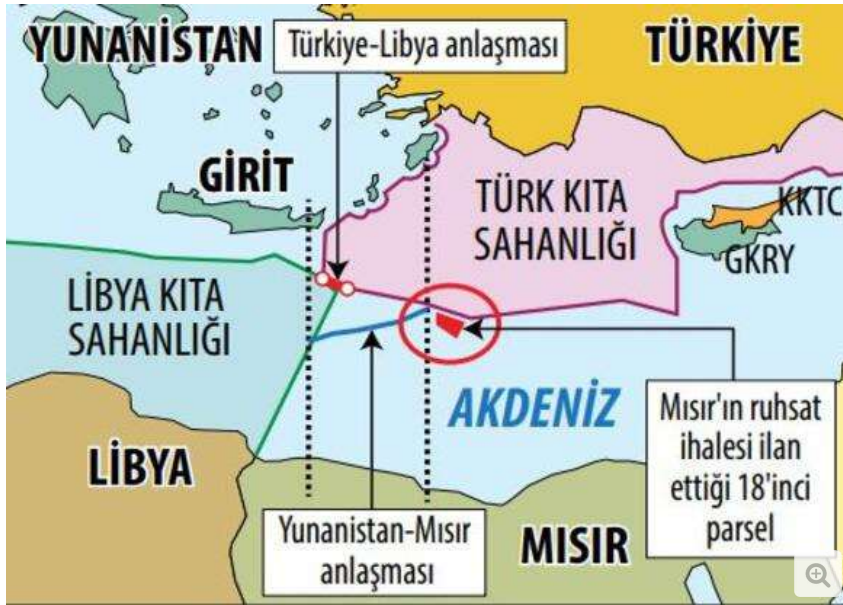 YUNANİSTAN
Türkiye-Libya anlaşması
TÜRKİYE
GİRİT
TÜRK KITA
SAHANLIĞI
KKTC
GKRY
LİBYA KITA
SAHANLIĞI
AKDENİZ
Mısır'ın ruhsat
ihalesi ilan
ettiği 18'inci
parsel
LİBYA
Yunanistan-Mısır
anlaşması
MISIR